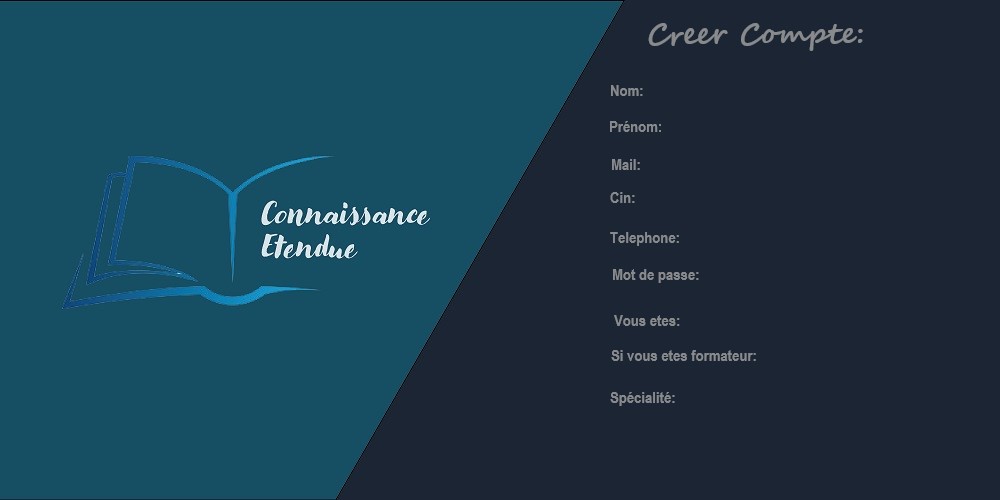 Creer Compte:
Nom:
Prénom:
Mail:
Connaissance
Etendue
Cin:
Telephone:
Mot de passe:
Vous etes:
Si vous etes formateur:
Spécialité: